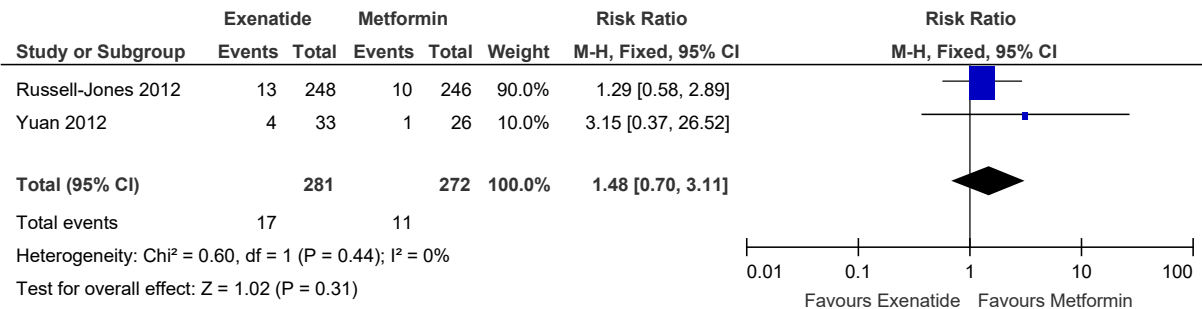 Exenatide Metformin Risk Ratio Risk Ratio
Study or Subgroup Events Total Events Total Weight M-H, Fixed, 95% CI M-H, Fixed, 95% CI
Russell-Jones 2012 13 248 10 246 90.0% 1.29 [0.58, 2.89]
Yuan 2012 4 33 1 26 10.0% 3.15 [0.37, 26.52]
Total (95% CI) 281 272 100.0% 1.48 [0.70, 3.11]
Total events 17 11
Heterogeneity: Chi² = 0.60, df = 1 (P = 0.44); I² = 0%
Test for overall effect: Z = 1.02 (P = 0.31)
0.01 0.1 1 10 100
Favours Exenatide Favours Metformin